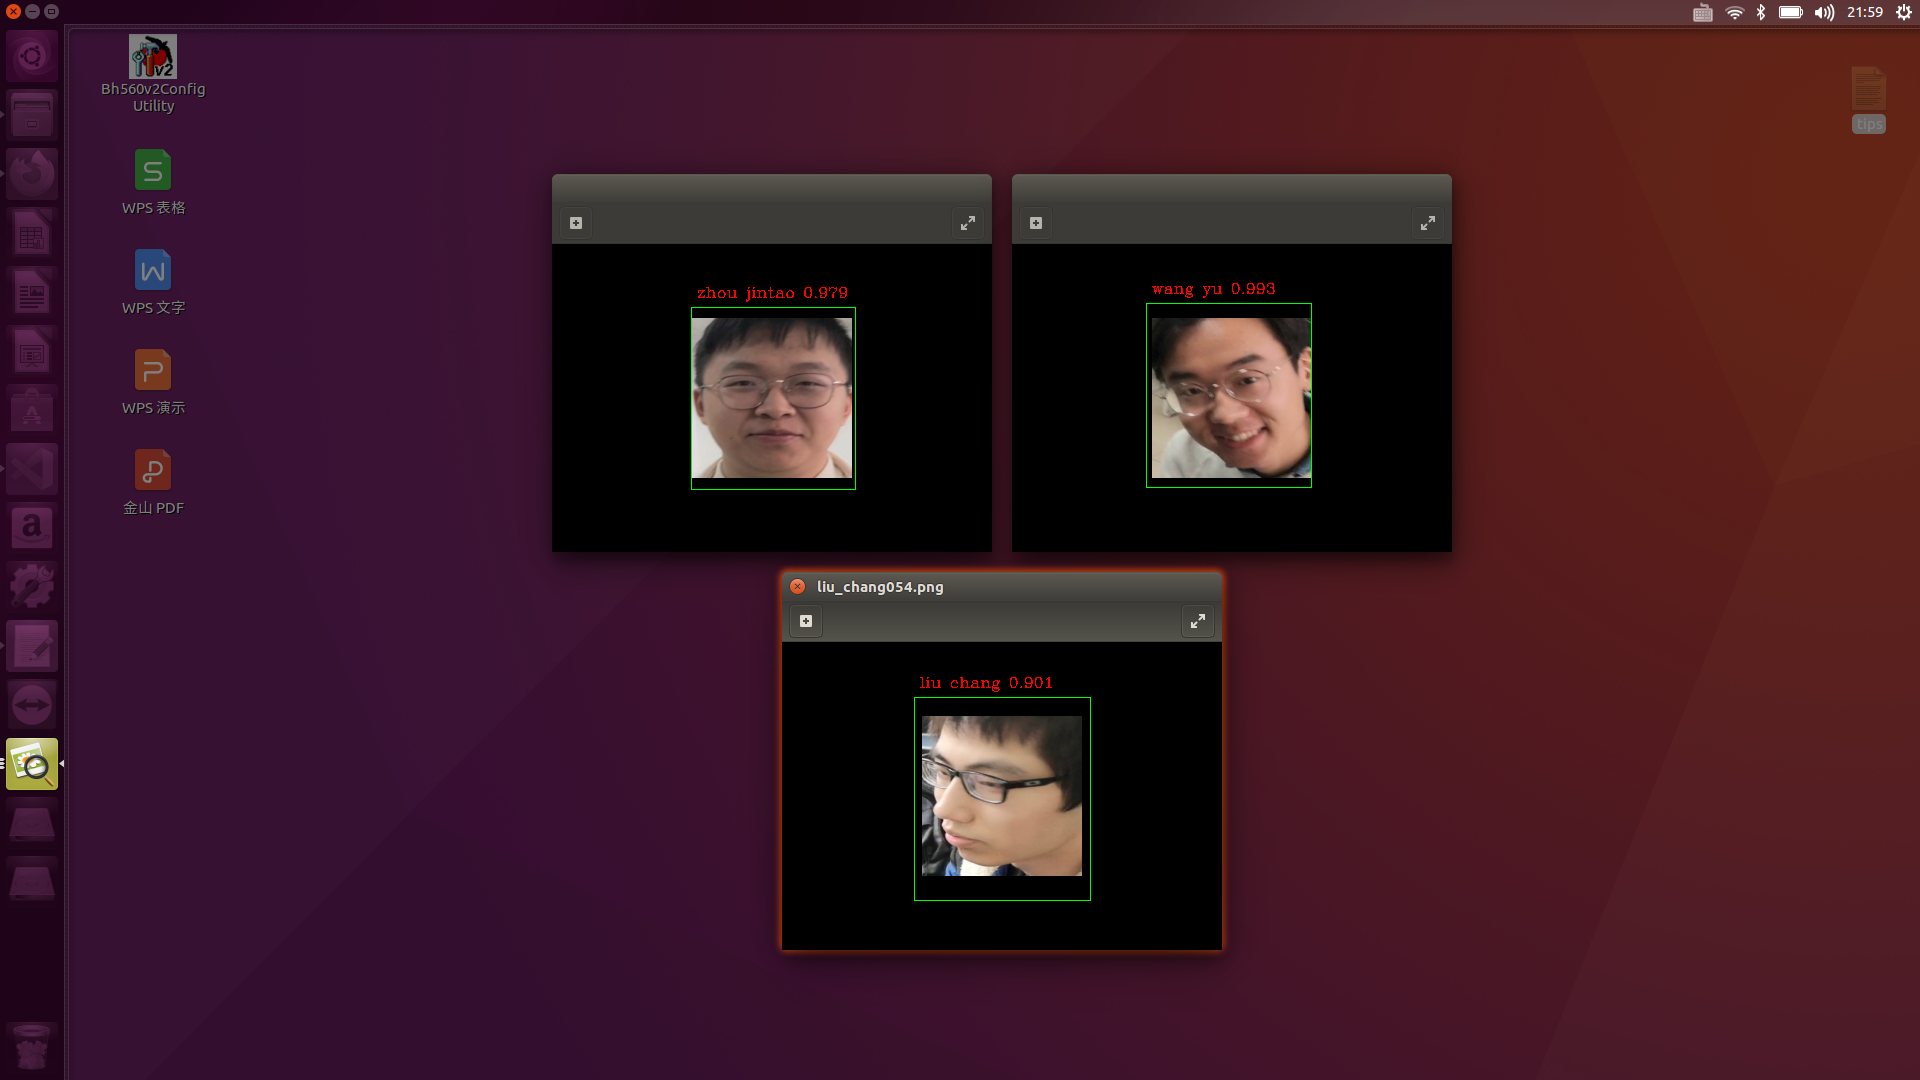 21:59
Bh560v2Config
Utility
v2
WPS 表格
WPS 文字
WPS 演示
金山 PDF
tips
zhou jintao 0.979
wang yu 0.993
liu_chang054.png
liu chang 0.901